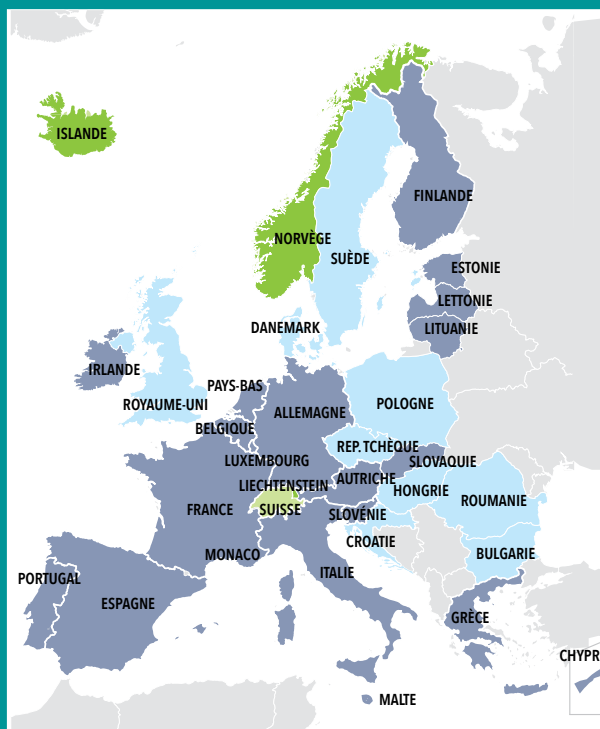 ISLANDE
FINLANDE
NORVÈGE
SUÈDE
ESTONIE
LETTONIE
DANEMARK
LITUANIE
IRLANDE
PAYS-BAS
ROYAUME-UNI
ALLEMAGNE
POLOGNE
BELGIQUE
REP. TCHÈQUE
LUXEMBOURG
SLOVAQUIE
LIECHTENSTEIN
AUTRICHE
HONGRIE
ROUMANIE
FRANCE
SUISSE
SLOVÉNIE
CROATIE
MONACO
BULGARIE
ITALIE
PORTUGAL
ESPAGNE
GRÈCE
CHYPR
MALTE